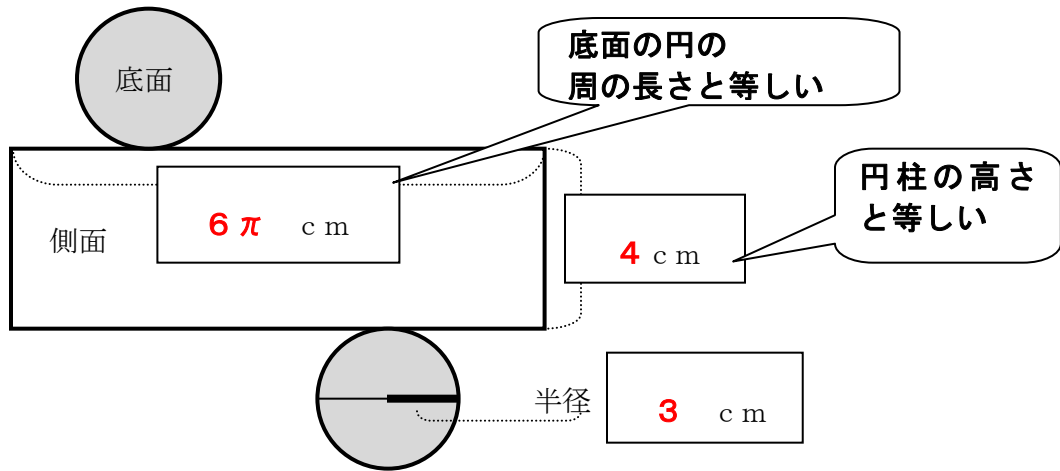 底面
底面の円の
周の長さと等しい
円柱の高さ
と等しい
側面
６π ｃｍ
４ｃｍ
半径
３ ｃｍ